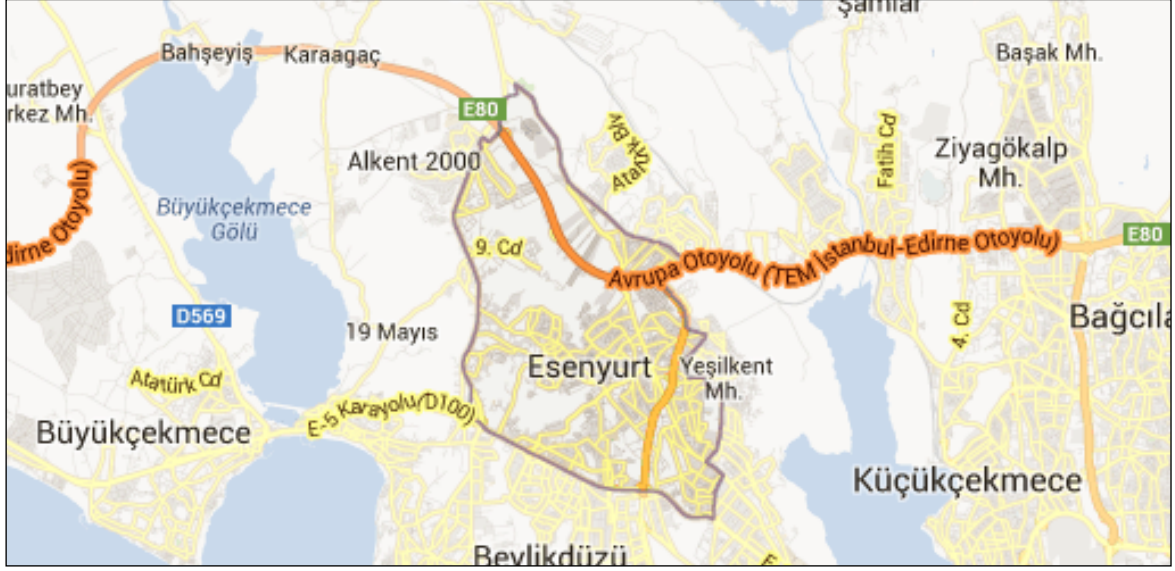 Şamlar
Bahşeyiş
Karaagaç
Başak Mh.
uratbey
rkez Mh.
E80
Atatürk Blv
Fatih Cd
Alkent 2000
Ziyagökalp
Mh.
Büyükçekmece
Gölü
dirne Otoyolu)
9. Cd
E80
Avrupa Otoyolu (TEM İstanbul-Edirne Otoyolu)
D569
19 Mayıs
4. Cd
Bağcıla
Esenyurt
Yeşilkent
Mh.
Atatürk Cd
E-5 Karayolu(D100)
Büyükçekmece
Küçükçekmece
Beylikdüzü
E